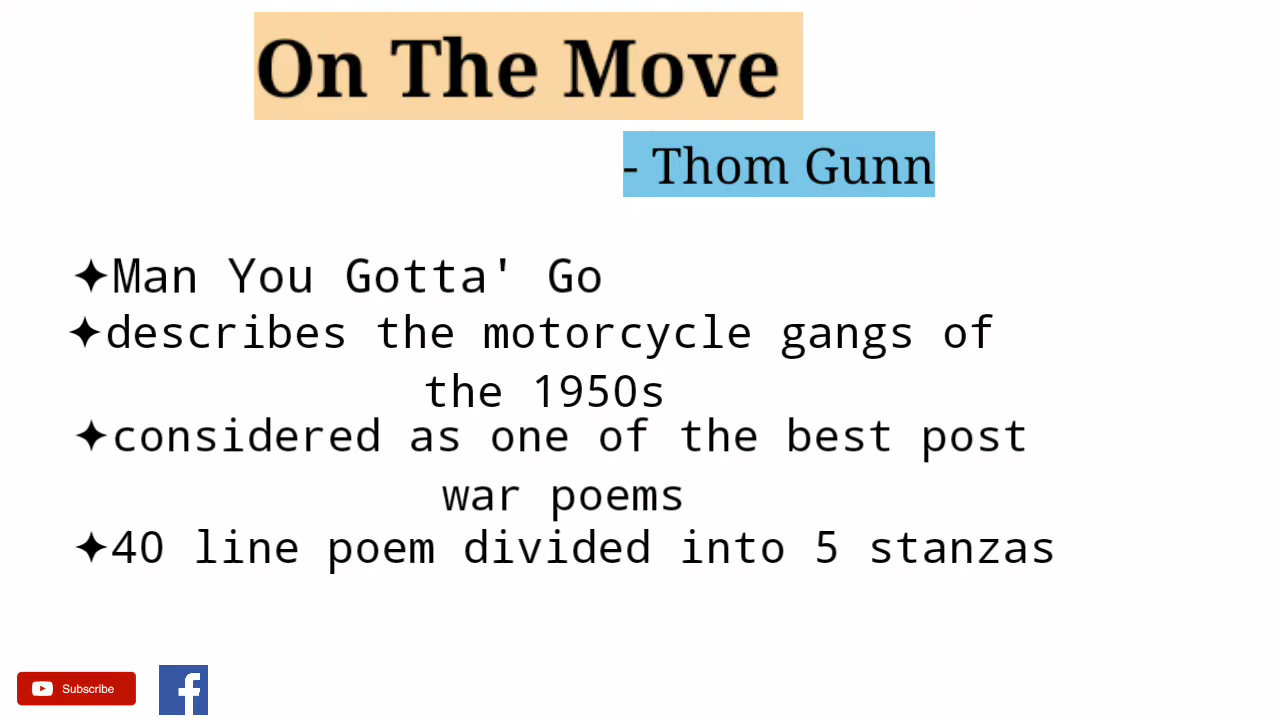 On The Move
- Thom Gunn
✦Man You Gotta' Go
✦describes the motorcycle gangs of
the 1950s
✦considered as one of the best post
war poems
✦40 line poem divided into 5 stanzas
Subscribe